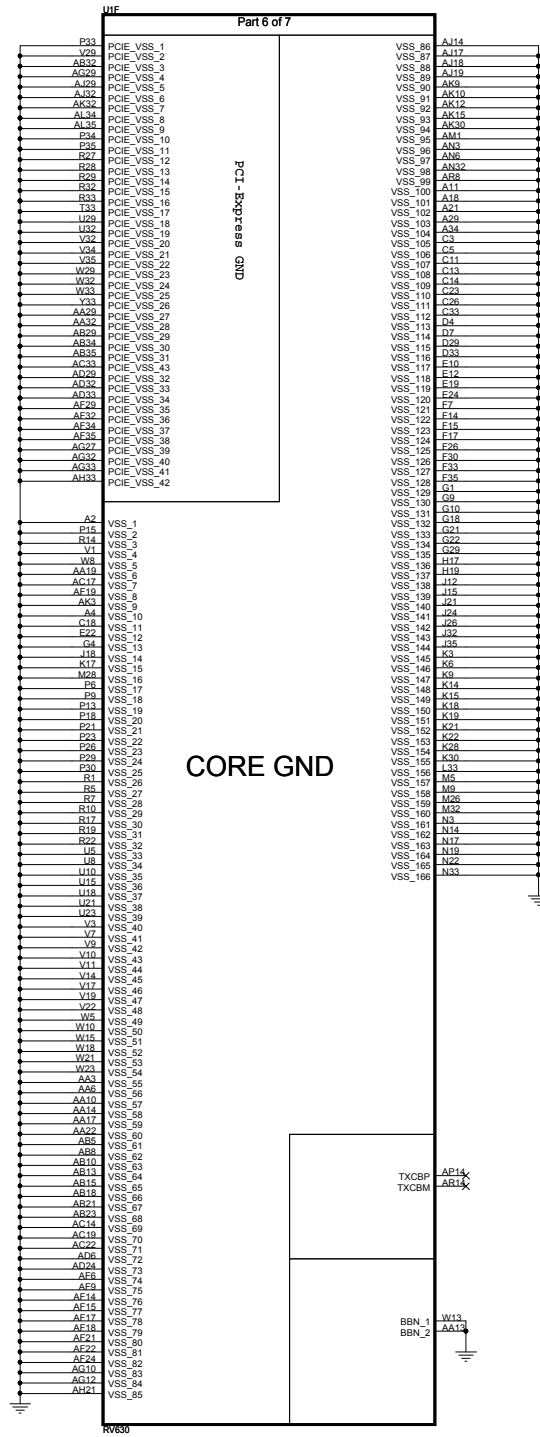 U1F
Part 6 of 7
P33 PCIE_VSS_1
V29 PCIE_VSS_2
AB32 PCIE_VSS_3
AG29 PCIE_VSS_4
AJ29 PCIE_VSS_5
AJ32 PCIE_VSS_6
AK32 PCIE_VSS_7
AL34 PCIE_VSS_8
AL35 PCIE_VSS_9
P34 PCIE_VSS_10
P35 PCIE_VSS_11
R27 PCIE_VSS_12
R28 PCIE_VSS_13
R29 PCIE_VSS_14
R32 PCIE_VSS_15
R33 PCIE_VSS_16
T33 PCIE_VSS_17
U29 PCIE_VSS_18
U32 PCIE_VSS_19
V32 PCIE_VSS_20
V34 PCIE_VSS_21
V35 PCIE_VSS_22
W29 PCIE_VSS_23
W32 PCIE_VSS_24
W33 PCIE_VSS_25
Y33 PCIE_VSS_26
AA29 PCIE_VSS_27
AA32 PCIE_VSS_28
AB29 PCIE_VSS_29
AB34 PCIE_VSS_30
AB35 PCIE_VSS_31
AC33 PCIE_VSS_43
AD29 PCIE_VSS_32
AD32 PCIE_VSS_33
AD33 PCIE_VSS_34
AF29 PCIE_VSS_35
AF32 PCIE_VSS_36
AF34 PCIE_VSS_37
AF35 PCIE_VSS_38
AG27 PCIE_VSS_39
AG32 PCIE_VSS_40
AG33 PCIE_VSS_41
AH33 PCIE_VSS_42
PCI-Express GND
A2 VSS_1
P15 VSS_2
R14 VSS_3
V1 VSS_4
W8 VSS_5
AA19 VSS_6
AC17 VSS_7
AF19 VSS_8
AK3 VSS_9
A4 VSS_10
C18 VSS_11
E22 VSS_12
G4 VSS_13
J18 VSS_14
K17 VSS_15
M28 VSS_16
P6 VSS_17
P9 VSS_18
P13 VSS_19
P18 VSS_20
P21 VSS_21
P23 VSS_22
P26 VSS_23
P29 VSS_24
P30 VSS_25
R1 VSS_26
R5 VSS_27
R7 VSS_28
R10 VSS_29
R17 VSS_30
R19 VSS_31
R22 VSS_32
U5 VSS_33
U8 VSS_34
U10 VSS_35
U15 VSS_36
U18 VSS_37
U21 VSS_38
U23 VSS_39
V3 VSS_40
V7 VSS_41
V9 VSS_42
V10 VSS_43
V11 VSS_44
V14 VSS_45
V17 VSS_46
V19 VSS_47
V22 VSS_48
W5 VSS_49
W10 VSS_50
W15 VSS_51
W18 VSS_52
W21 VSS_53
W23 VSS_54
AA3 VSS_55
AA6 VSS_56
AA10 VSS_57
AA14 VSS_58
AA17 VSS_59
AA22 VSS_60
AB5 VSS_61
AB8 VSS_62
AB10 VSS_63
AB13 VSS_64
AB15 VSS_65
AB18 VSS_66
AB21 VSS_67
AB23 VSS_68
AC14 VSS_69
AC19 VSS_70
AC22 VSS_71
AD6 VSS_72
AD24 VSS_73
AF6 VSS_74
AF9 VSS_75
AF14 VSS_76
AF15 VSS_77
AF17 VSS_78
AF18 VSS_79
AF21 VSS_80
AF22 VSS_81
AF24 VSS_82
AG10 VSS_83
AG12 VSS_84
AH21 VSS_85
CORE GND
VSS_86 AJ14
VSS_87 AJ17
VSS_88 AJ18
VSS_89 AJ19
VSS_90 AK9
VSS_91 AK10
VSS_92 AK12
VSS_93 AK15
VSS_94 AK30
VSS_95 AM1
VSS_96 AN3
VSS_97 AN6
VSS_98 AN32
VSS_99 AR8
VSS_100 A11
VSS_101 A18
VSS_102 A21
VSS_103 A29
VSS_104 A34
VSS_105 C3
VSS_106 C5
VSS_107 C11
VSS_108 C13
VSS_109 C14
VSS_110 C23
VSS_111 C26
VSS_112 C33
VSS_113 D4
VSS_114 D7
VSS_115 D29
VSS_116 D33
VSS_117 E10
VSS_118 E12
VSS_119 E19
VSS_120 E24
VSS_121 F7
VSS_122 F14
VSS_123 F15
VSS_124 F17
VSS_125 F26
VSS_126 F30
VSS_127 F33
VSS_128 F35
VSS_129 G1
VSS_130 G9
VSS_131 G10
VSS_132 G18
VSS_133 G21
VSS_134 G22
VSS_135 G29
VSS_136 H17
VSS_137 H19
VSS_138 J12
VSS_139 J15
VSS_140 J21
VSS_141 J24
VSS_142 J26
VSS_143 J32
VSS_144 J35
VSS_145 K3
VSS_146 K6
VSS_147 K9
VSS_148 K14
VSS_149 K15
VSS_150 K18
VSS_151 K19
VSS_152 K21
VSS_153 K22
VSS_154 K28
VSS_155 K30
VSS_156 L33
VSS_157 M5
VSS_158 M9
VSS_159 M26
VSS_160 M32
VSS_161 N3
VSS_162 N14
VSS_163 N17
VSS_164 N19
VSS_165 N22
VSS_166 N33
TXCBP AP14
TXCBM AR14
BBN_1 W13
BBN_2 AA13
RV630